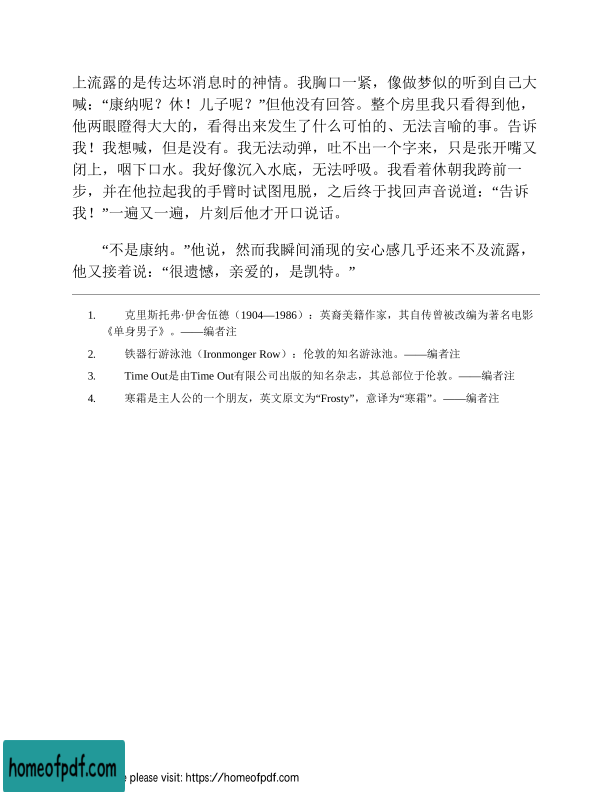 上流露的是传达坏消息时的神情。我胸口一紧，像做梦似的听到自己大
喊：“康纳呢？休！儿子呢？”但他没有回答。整个房里我只看得到他，
他两眼瞪得大大的，看得出来发生了什么可怕的、无法言喻的事。告诉
我！我想喊，但是没有。我无法动弹，吐不出一个字来，只是张开嘴又
闭上，咽下口水。我好像沉入水底，无法呼吸。我看着休朝我跨前一
步，并在他拉起我的手臂时试图甩脱，之后终于找回声音说道：“告诉
我！”一遍又一遍，片刻后他才开口说话。
“不是康纳。”他说，然而我瞬间涌现的安心感几乎还来不及流露，
他又接着说：“很遗憾，亲爱的，是凯特。”
1. 克里斯托弗·伊舍伍德（1904—1986）：英裔美籍作家，其自传曾被改编为著名电影
《单身男子》。——编者注
2. 铁器行游泳池（Ironmonger Row）：伦敦的知名游泳池。——编者注
3. Time Out是由Time Out有限公司出版的知名杂志，其总部位于伦敦。——编者注
4. 寒霜是主人公的一个朋友，英文原文为“Frosty”，意译为“寒霜”。——编者注
homeofpdf.com
please visit: https://homeofpdf.com